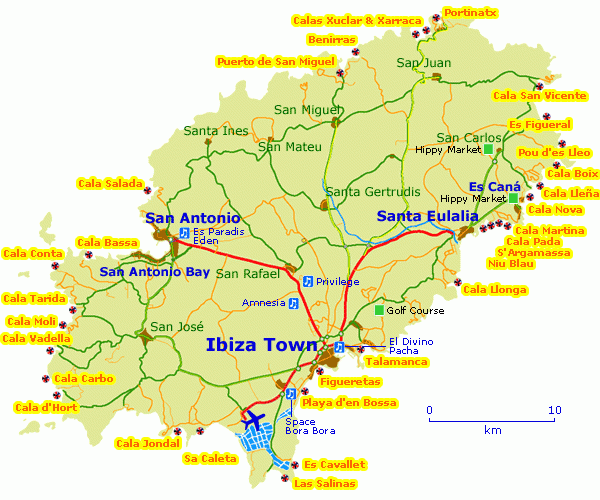 Portinatx
Calas Xuclar & Xarraca
Benirras
Puerto de San Miguel
San Juan
Cala San Vicente
San Miguel
Es Figueral
Santa Ines
San Mateu
San Carlos
Hippy Market
Pou d'es Lleo
Cala Boix
Cala Salada
Santa Gertrudis
Es Caná
Hippy Market
Cala Lleña
Cala Nova
San Antonio
Santa Eulalia
Es Paradis
Eden
Cala Martina
Cala Pada
S'Argamassa
Niu Blau
Cala Bassa
Cala Conta
San Antonio Bay
San Rafael
Privilege
Cala Llonga
Cala Tarida
Amnesia
Golf Course
Cala Moli
San José
Cala Vadella
Ibiza Town
El Divino
Pacha
Talamanca
Cala Carbo
Figueretas
Cala d'Hort
Playa d'en Bossa
0 10
km
Space
Bora Bora
Cala Jondal
Sa Caleta
Es Cavallet
Las Salinas